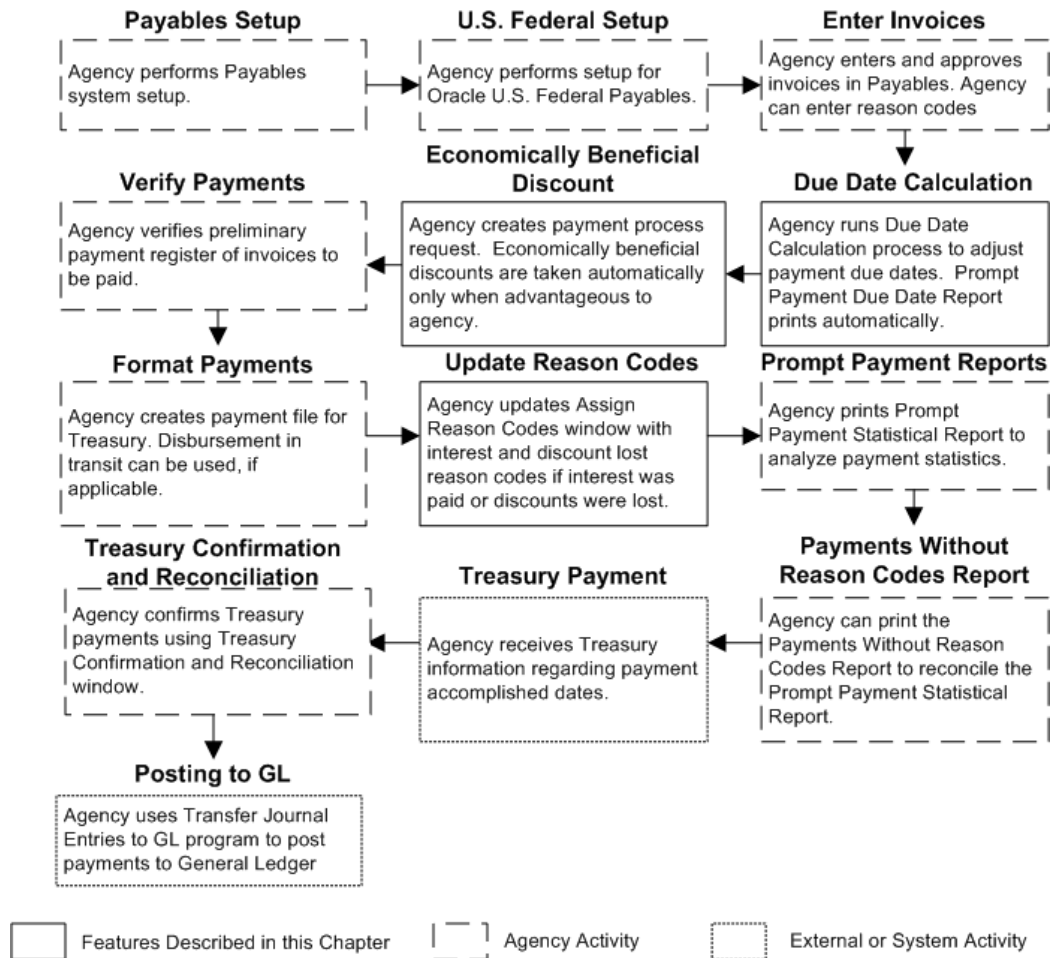 Payables Setup
Agency performs Payables
system setup.
U.S. Federal Setup
Agency performs setup for
Oracle U.S. Federal Payables.
Enter Invoices
Agency enters and approves
invoices in Payables. Agency
can enter reason codes
Due Date Calculation
Agency runs Due Date
Calculation process to adjust
payment due dates.  Prompt
Payment Due Date Report
prints automatically.
Economically Beneficial
Discount
Agency creates payment process
request.  Economically beneficial
discounts are taken automatically
only when advantageous to
agency.
Verify Payments
Agency verifies preliminary
payment register of invoices to
be paid.
Format Payments
Agency creates payment file for
Treasury. Disbursement in
transit can be used, if
applicable.
Update Reason Codes
Agency updates Assign
Reason Codes window with
interest and discount lost
reason codes if interest was
paid or discounts were lost.
Prompt Payment Reports
Agency prints Prompt
Payment Statistical Report to
analyze payment statistics.
Payments Without
Reason Codes Report
Agency can print the
Payments Without Reason
Codes Report to reconcile the
Prompt Payment Statistical
Report.
Treasury Payment
Agency receives Treasury
information regarding payment
accomplished dates.
Treasury Confirmation
and Reconciliation
Agency confirms Treasury
payments using Treasury
Confirmation and Reconciliation
window.
Posting to GL
Agency uses Transfer Journal
Entries to GL program to post
payments to General Ledger
Features Described in this Chapter
Agency Activity
External or System Activity